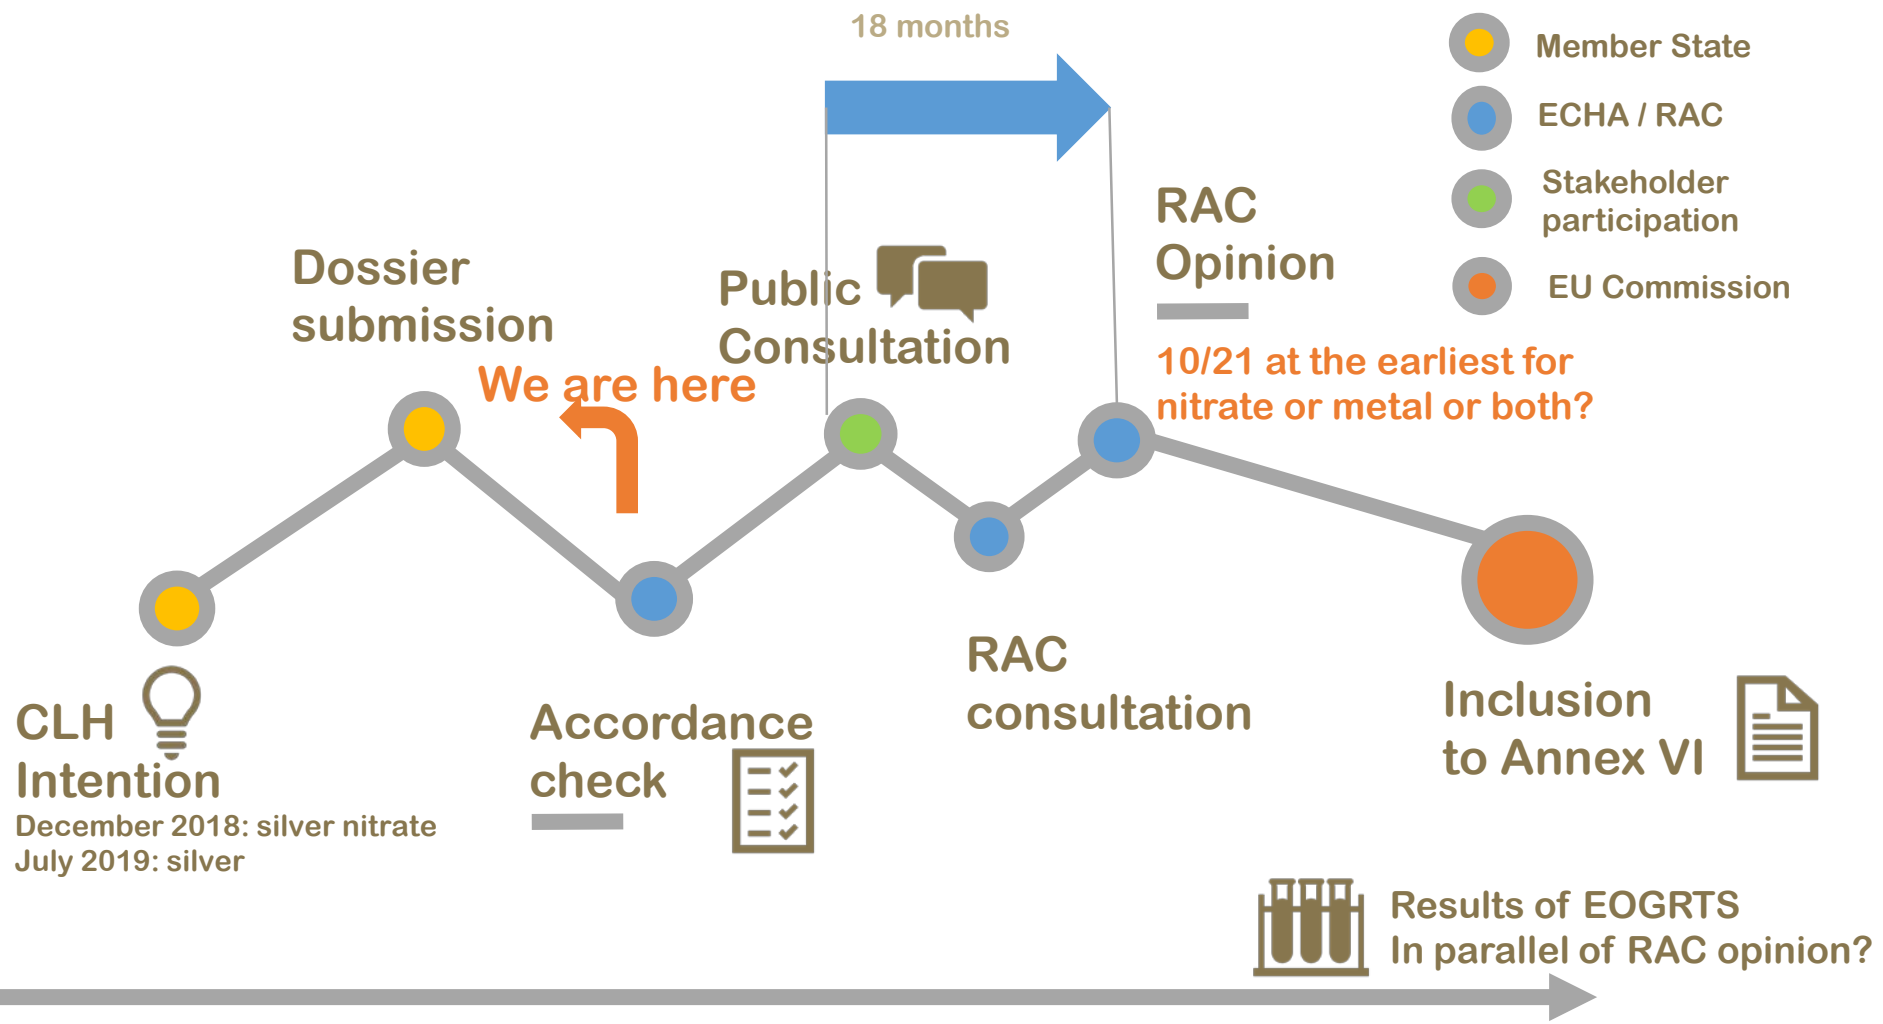 18 months
Member State
ECHA / RAC
Stakeholder
participation
EU Commission
RAC
Opinion
10/21 at the earliest for
nitrate or metal or both?
Dossier
submission
We are here
Public
Consultation
RAC
consultation
CLH
Intention
December 2018: silver nitrate
July 2019: silver
Accordance
check
Inclusion
to Annex VI
Results of EOGRTS
In parallel of RAC opinion?